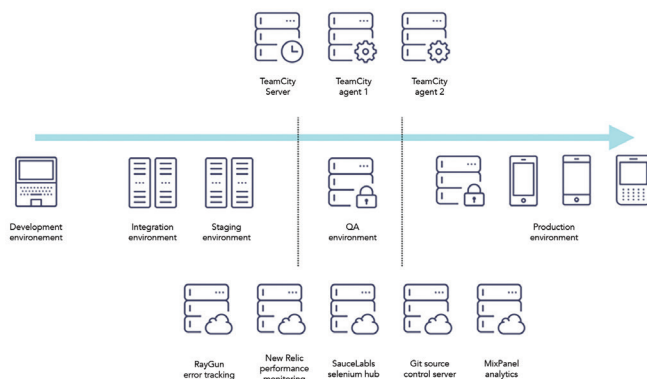 TeamCity
Server
TeamCity
agent 1
TeamCity
agent 2
Development
environement
Integration
environment
Staging
environment
QA
environment
Production
environment
RayGun
error tracking
New Relic
performance
monitoring
SauceLabls
selenium hub
Git source
control server
MixPanel
analytics